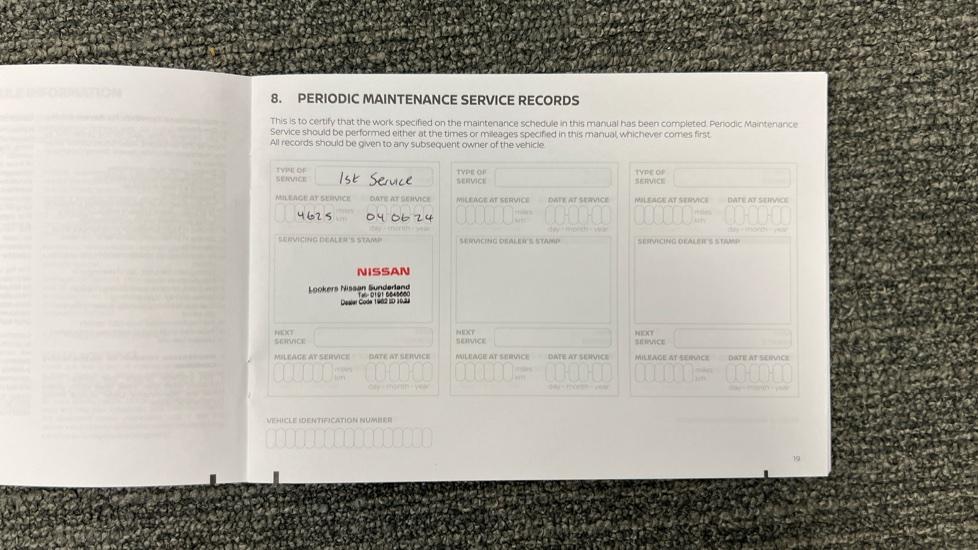 8. PERIODIC MAINTENANCE SERVICE RECORDS
This is to certify that the work specified on the maintenance schedule in this manual has been completed. Periodic Maintenance
Service should be performed either at the times or mileages specified in this manual, whichever comes first.
All records should be given to any subsequent owner of the vehicle.
TYPE OF
SERVICE
1st Service
MILEAGE AT SERVICE DATE AT SERVICE
4625 miles
km
04 06 24
day - month - year
SERVICING DEALER'S STAMP
NISSAN
Lookers Nissan Sunderland
NEXT
SERVICE
MILEAGE AT SERVICE DATE AT SERVICE
miles
km
day - month - year
TYPE OF
SERVICE
MILEAGE AT SERVICE DATE AT SERVICE
miles
km
day - month - year
SERVICING DEALER'S STAMP
NEXT
SERVICE
MILEAGE AT SERVICE DATE AT SERVICE
miles
km
day - month - year
TYPE OF
SERVICE
MILEAGE AT SERVICE DATE AT SERVICE
miles
km
day - month - year
SERVICING DEALER'S STAMP
NEXT
SERVICE
MILEAGE AT SERVICE DATE AT SERVICE
miles
km
day - month - year
VEHICLE IDENTIFICATION NUMBER
19